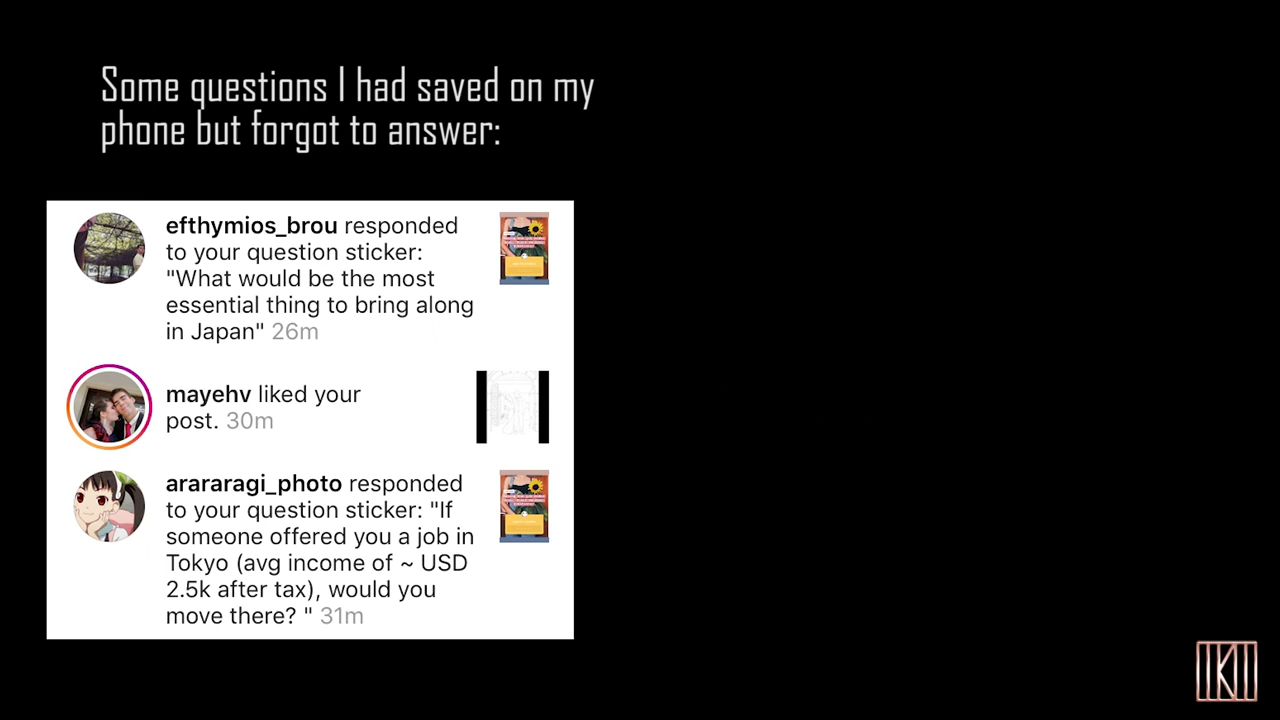 Some questions I had saved on my
phone but forgot to answer:
efthymios_brou responded
to your question sticker:
"What would be the most
essential thing to bring along
in Japan" 26m
mayehv liked your
post. 30m
arararagi_photo responded
to your question sticker: "If
someone offered you a job in
Tokyo (avg income of ~ USD
2.5k after tax), would you
move there? " 31m